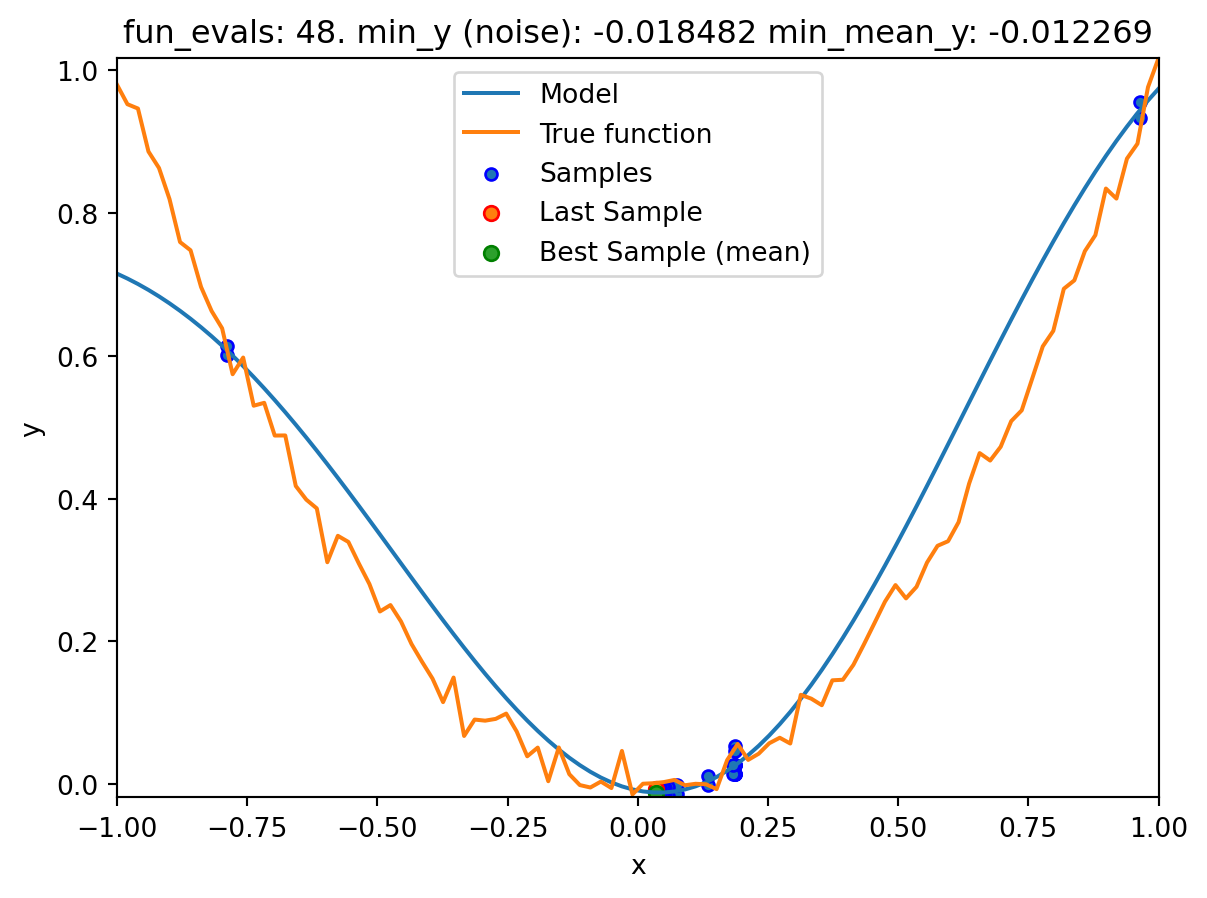 fun_evals: 48. min_y (noise): -0.018482 min_mean_y: -0.012269
1.0
0.8
0.6
0.4
0.2
0.0
y
Model
True function
Samples
Last Sample
Best Sample (mean)
−1.00 −0.75 −0.50 −0.25 0.00 0.25 0.50 0.75 1.00
x